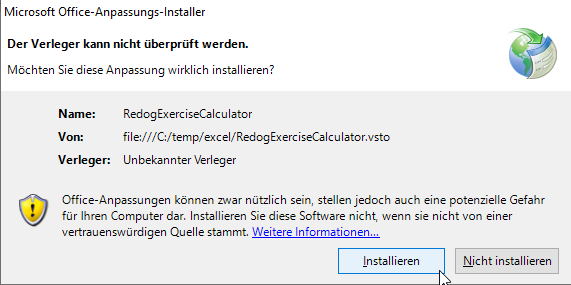 Microsoft Office-Anpassungs-Installer
Der Verleger kann nicht überprüft werden.
Möchten Sie diese Anpassung wirklich installieren?
Name: RedogExerciseCalculator
Von: file:///C:/temp/excel/RedogExerciseCalculator.vsto
Verleger: Unbekannter Verleger
Office-Anpassungen können zwar nützlich sein, stellen jedoch auch eine potenzielle Gefahr
für Ihren Computer dar. Installieren Sie diese Software nicht, wenn sie nicht von einer
vertrauenswürdigen Quelle stammt. Weitere Informationen...
Installieren
Nicht installieren